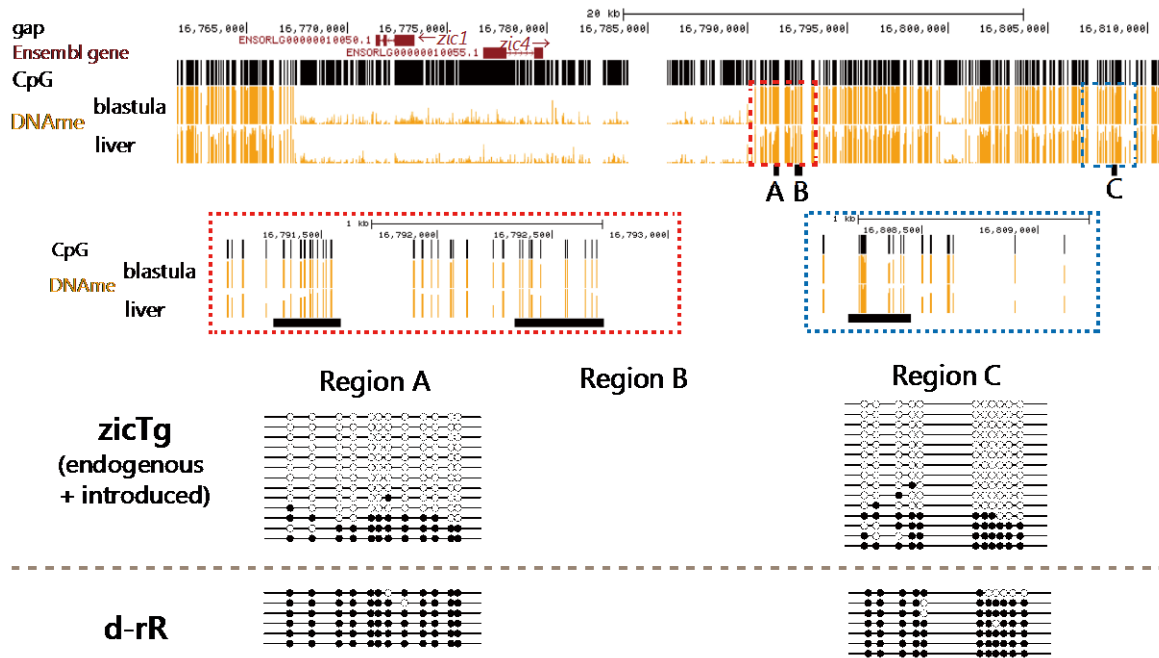 20 kb
gap 16,765,000 16,770,000 16,775,000 16,780,000 16,785,000 16,790,000 16,795,000 16,800,000 16,805,000 16,810,000
Ensembl gene ENSORLG00000010050.1 ←zic1
ENSORLG00000010055.1 zic4→
CpG
blastula
DNAme
liver
A B C
1 kb 1 kb
16,791,500 16,792,000 16,792,500 16,793,000 16,808,500 16,809,000
CpG CpG
blastula blastula
DNAme DNAme
liver liver
Region A Region B Region C
zicTg
(endogenous
+ introduced)
d-rR